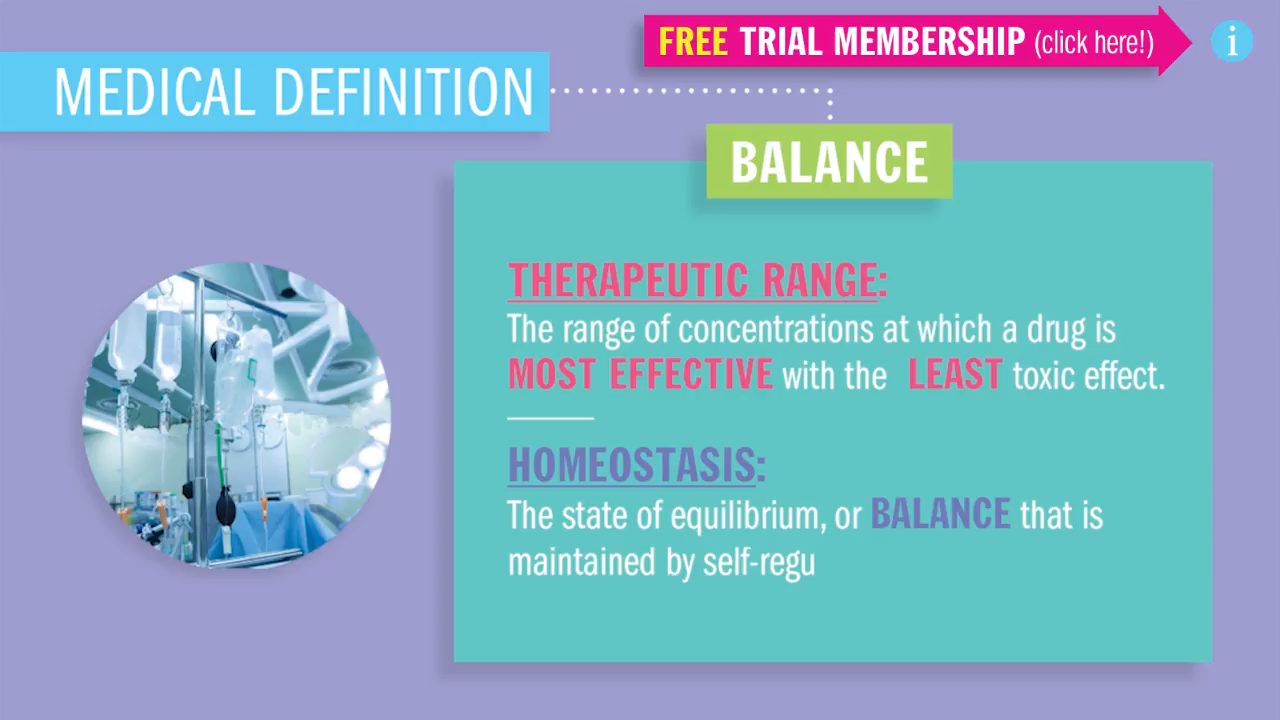 FREE TRIAL MEMBERSHIP (click here!)
i
MEDICAL DEFINITION
BALANCE
THERAPEUTIC RANGE:
The range of concentrations at which a drug is
MOST EFFECTIVE with the LEAST toxic effect.
HOMEOSTASIS:
The state of equilibrium, or BALANCE that is
maintained by self-regu